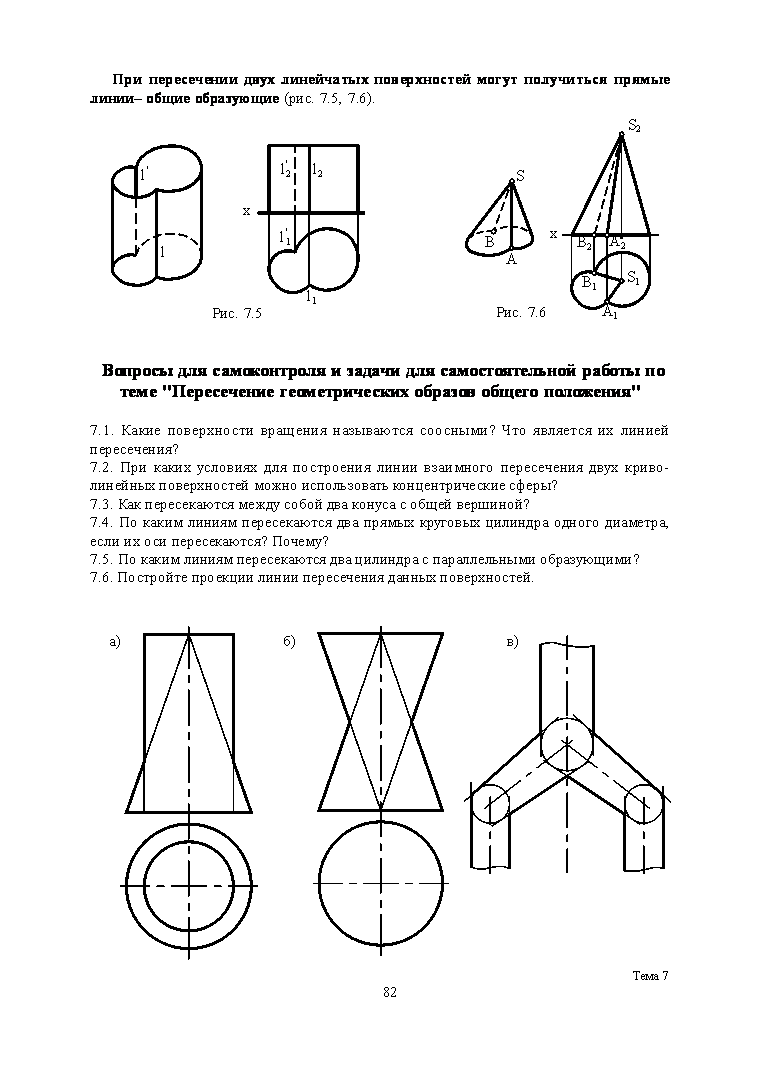 При пересечении двух линейчатых поверхностей могут получиться прямые
линии– общие образующие (рис. 7.5, 7.6).
1'
1
x
1'2
12
1'1
11
Рис. 7.5
S
B
A
S2
x
B2
A2
B1
S1
A1
Рис. 7.6
Вопросы для самоконтроля и задачи для самостоятельной работы по
теме "Пересечение геометрических образов общего положения"
7.1. Какие поверхности вращения называются соосными? Что является их линией
пересечения?
7.2. При каких условиях для построения линии взаимного пересечения двух криво-
линейных поверхностей можно использовать концентрические сферы?
7.3. Как пересекаются между собой два конуса с общей вершиной?
7.4. По каким линиям пересекаются два прямых круговых цилиндра одного диаметра,
если их оси пересекаются? Почему?
7.5. По каким линиям пересекаются два цилиндра с параллельными образующими?
7.6. Постройте проекции линии пересечения данных поверхностей.
а)
б)
в)
Тема 7
82